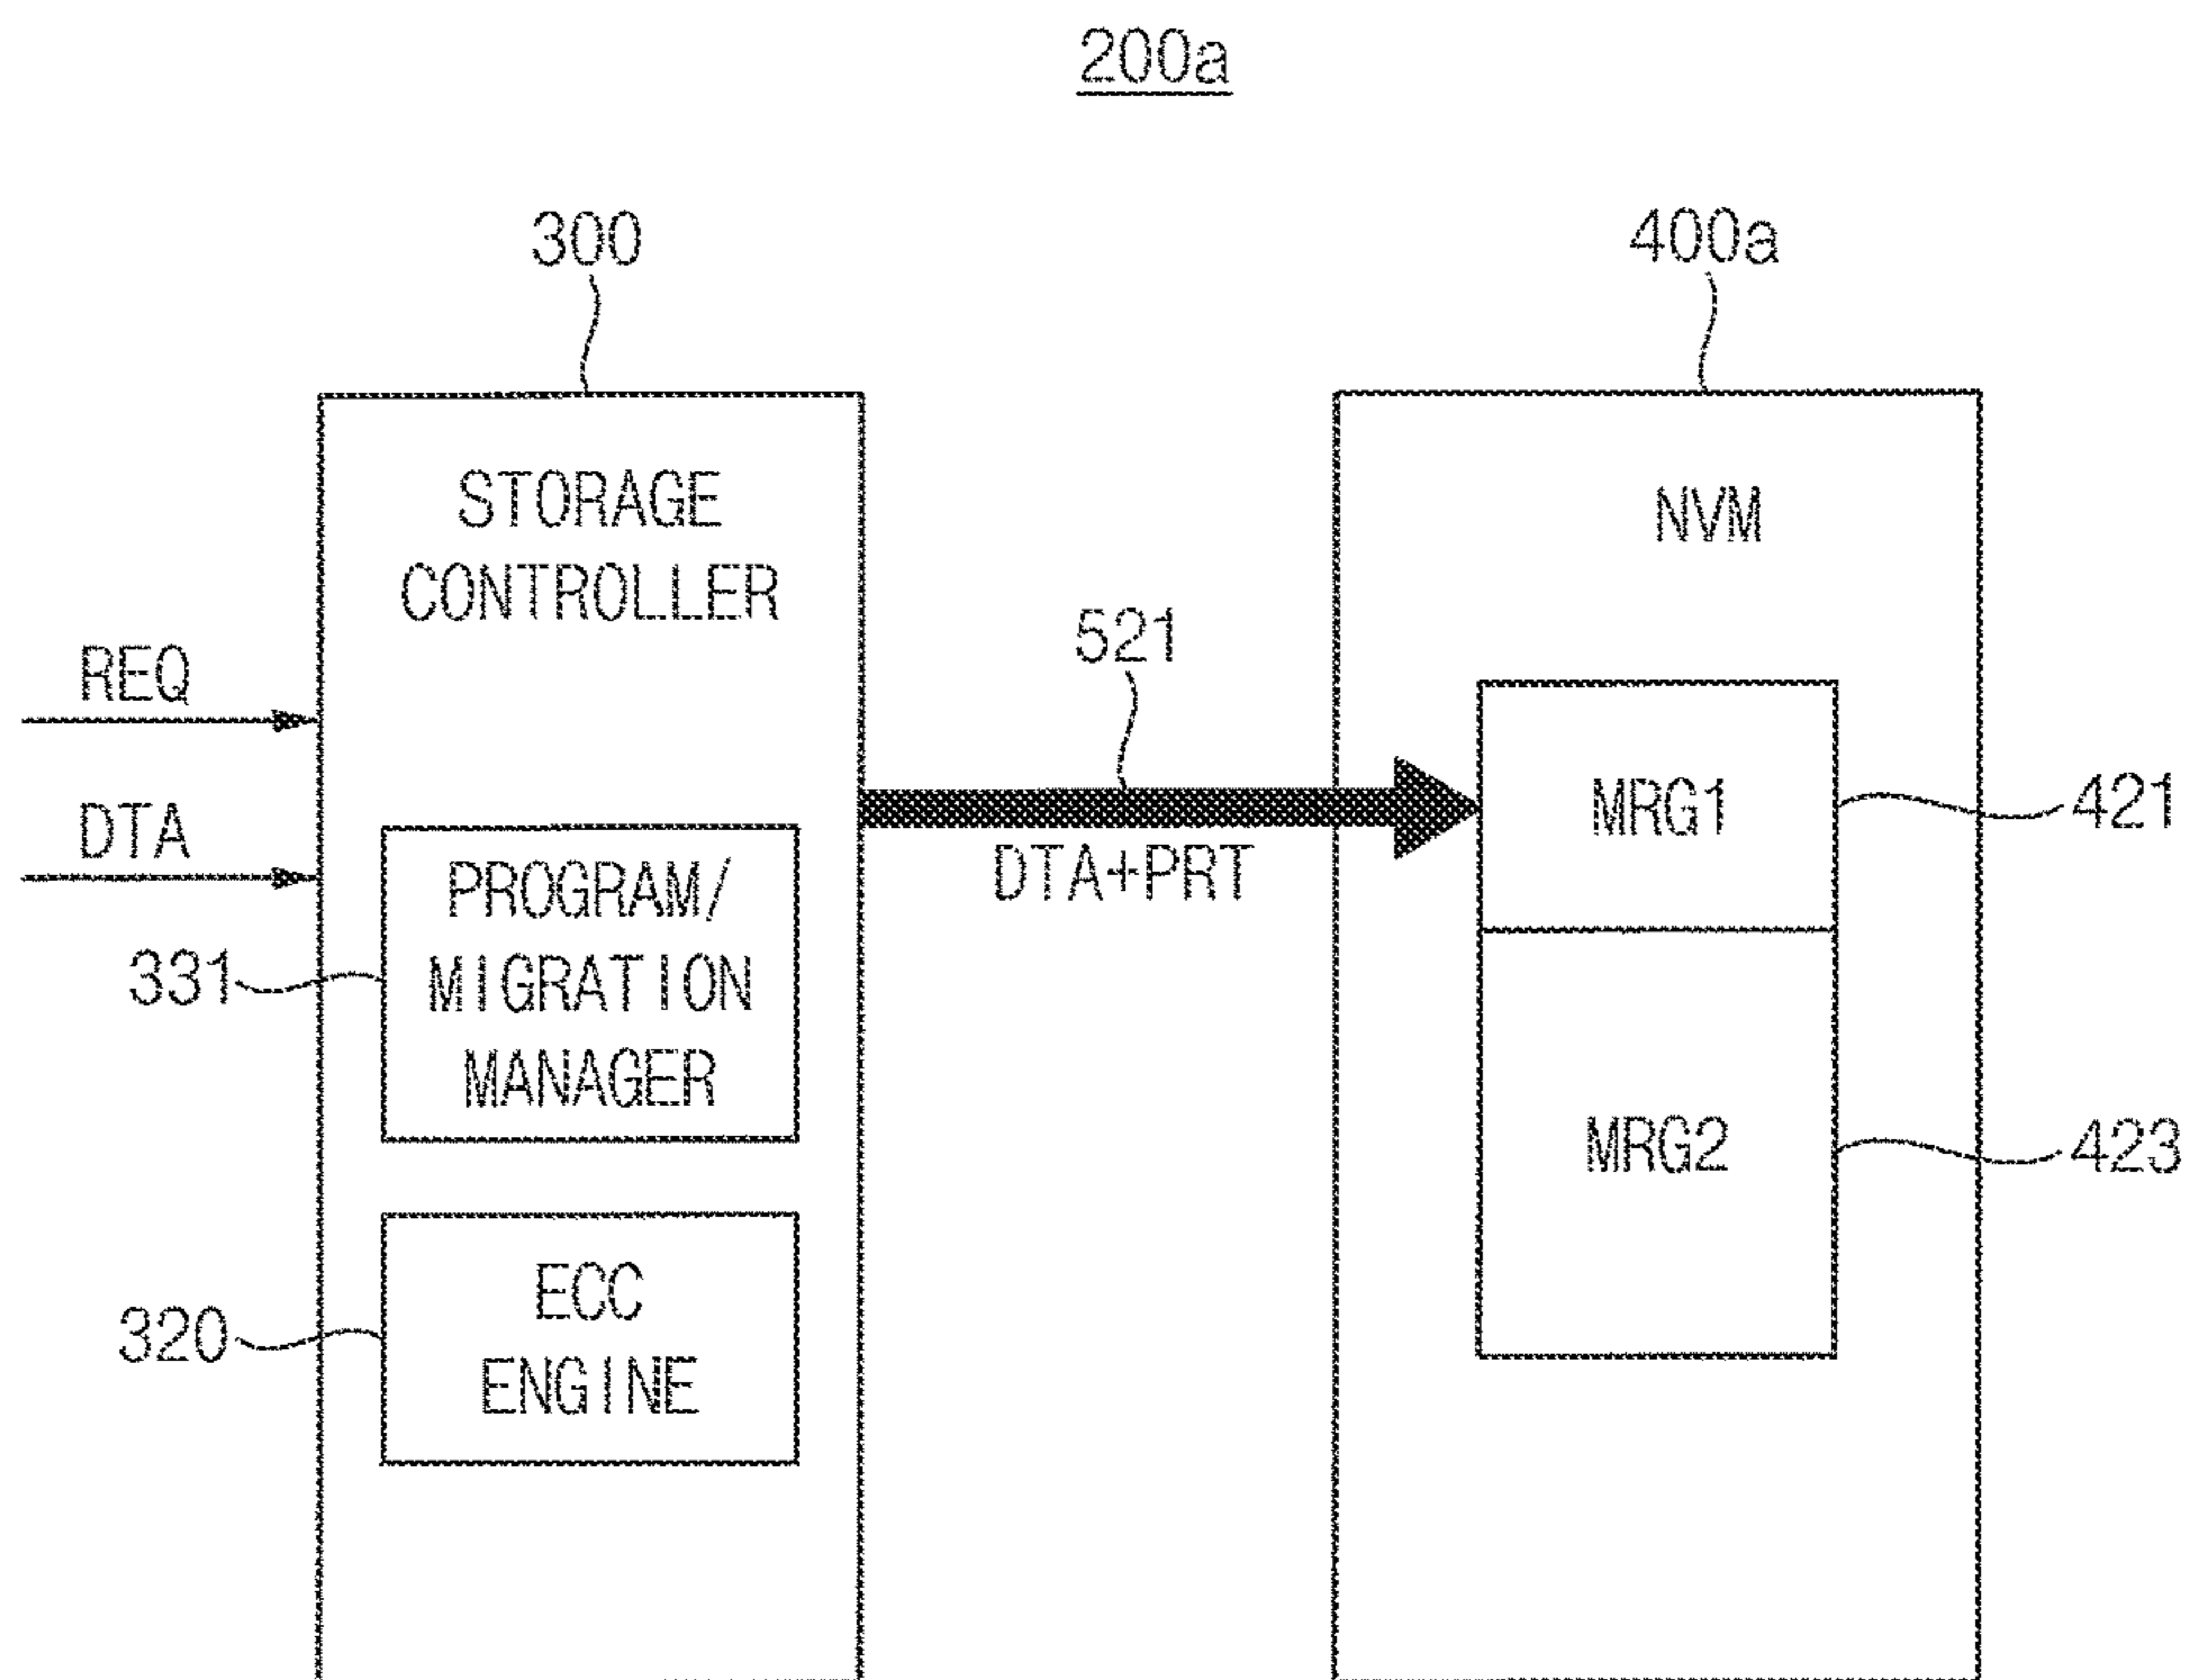 200a
300
400a
STORAGE
CONTROLLER
NVM
REQ
521
DTA
MRG1
421
DTA+PRT
PROGRAM/
MIGRATION
MANAGER
331
MRG2
423
ECC
ENGINE
320